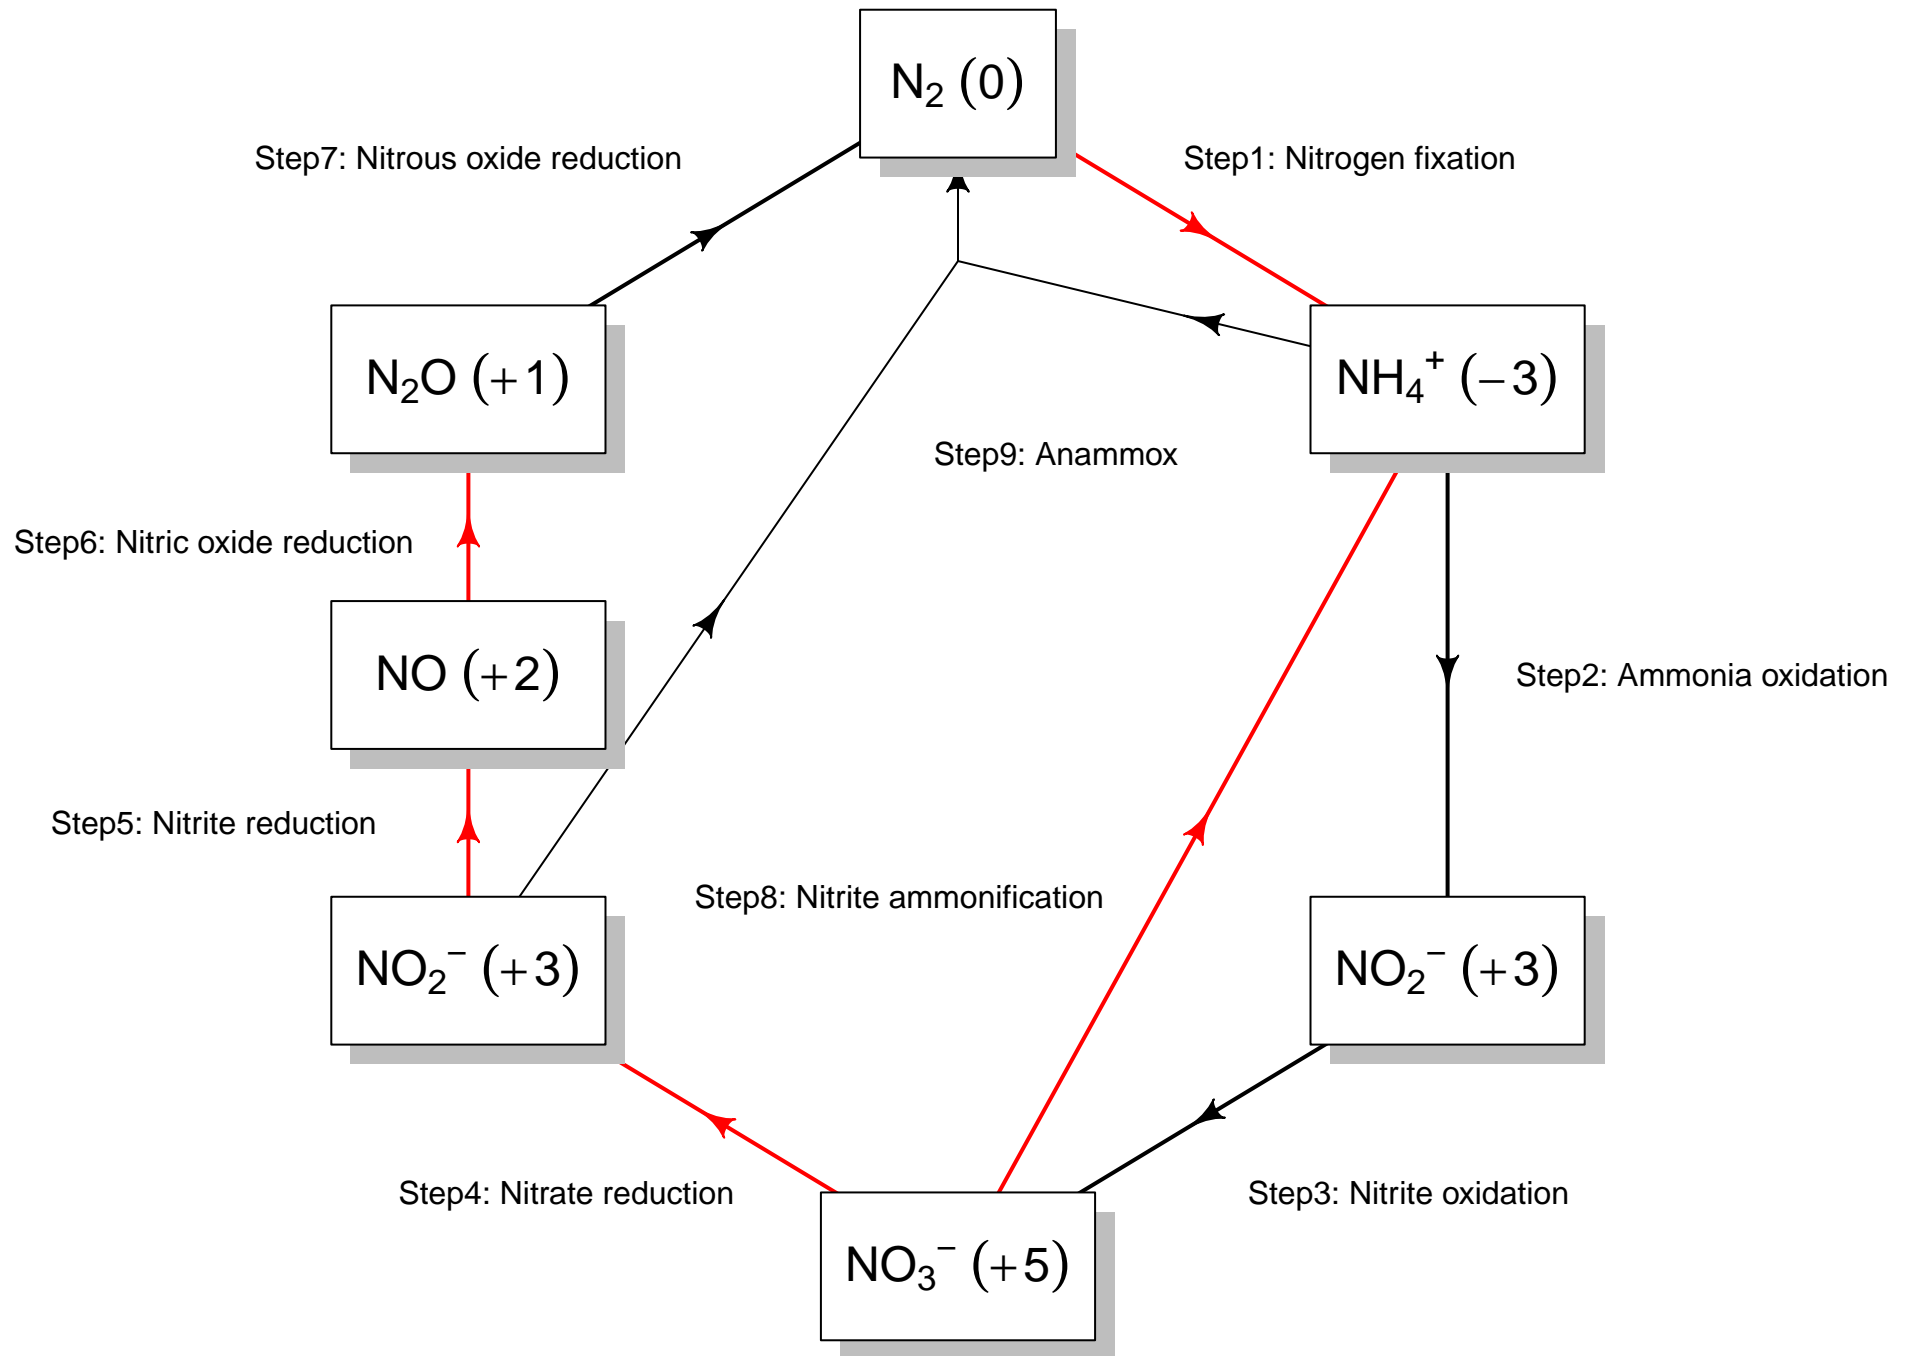 N₂ (0)
Step7: Nitrous oxide reduction
Step1: Nitrogen fixation
N₂O (+1)
NH₄⁺ (−3)
Step9: Anammox
Step6: Nitric oxide reduction
NO (+2)
Step2: Ammonia oxidation
Step5: Nitrite reduction
Step8: Nitrite ammonification
NO₂⁻ (+3)
NO₂⁻ (+3)
Step4: Nitrate reduction
Step3: Nitrite oxidation
NO₃⁻ (+5)